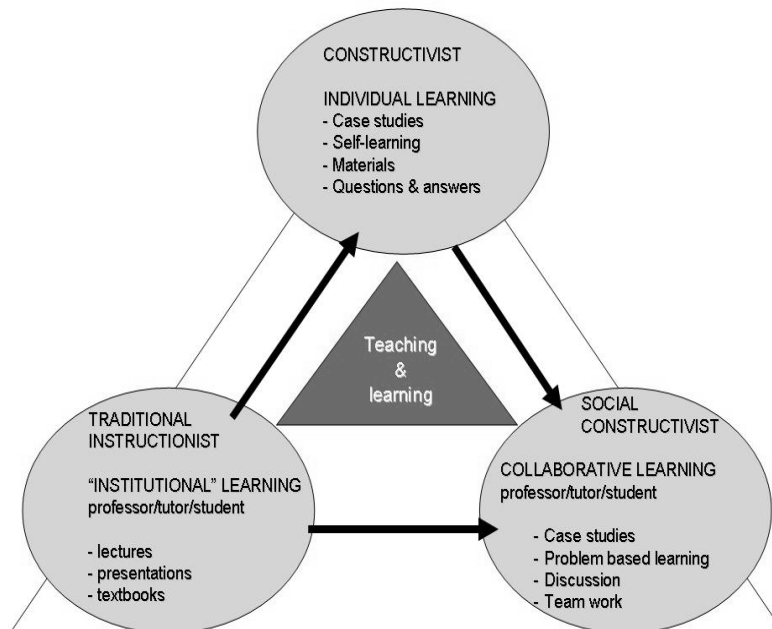 CONSTRUCTIVIST
INDIVIDUAL LEARNING
- Case studies
- Self-learning
- Materials
- Questions & answers
Teaching
&
learning
TRADITIONAL
INSTRUCTIONIST
“INSTITUTIONAL” LEARNING
professor/tutor/student
- lectures
- presentations
- textbooks
SOCIAL
CONSTRUCTIVIST
COLLABORATIVE LEARNING
professor/tutor/student
- Case studies
- Problem based learning
- Discussion
- Team work